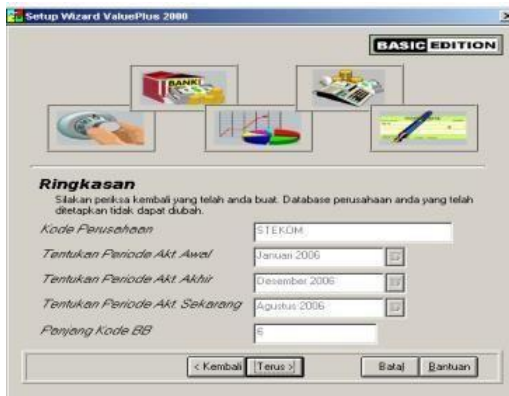 Setup Wizard ValuePlus 2000
BASIC EDITION
BANK
Ringkasan
Silakan periksa kembali yang telah anda buat. Database perusahaan anda yang telah
ditetapkan tidak dapat diubah.
Kode Perusahaan STEKOM
Tentukan Periode Akt. Awal Januari 2006
Tentukan Periode Akt. Akhir Desember 2006
Tentukan Periode Akt. Sekarang Agustus 2006
Panjang Kode BB 6
< Kembali Terus > Batal Bantuan